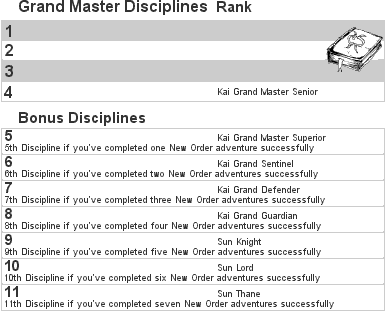 Grand Master Disciplines Rank
1
2
3
4 Kai Grand Master Senior
Bonus Disciplines
5 Kai Grand Master Superior
5th Discipline if you've completed one New Order adventure successfully
6 Kai Grand Sentinel
6th Discipline if you've completed two New Order adventures successfully
7 Kai Grand Defender
7th Discipline if you've completed three New Order adventures successfully
8 Kai Grand Guardian
8th Discipline if you've completed four New Order adventures successfully
9 Sun Knight
9th Discipline if you've completed five New Order adventures successfully
10 Sun Lord
10th Discipline if you've completed six New Order adventures successfully
11 Sun Thane
11th Discipline if you've completed seven New Order adventures successfully